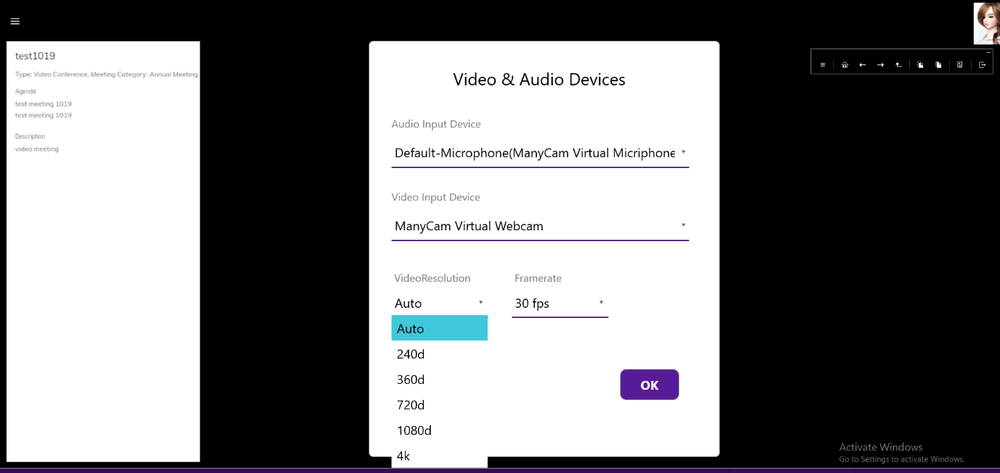 test1019
Type: Video Conference, Meeting Category: Annual Meeting
Agenda
test meeting 1019
test meeting 1019
Description
video meeting
Video & Audio Devices
Audio Input Device
Default-Microphone(ManyCam Virtual Micriphone
Video Input Device
ManyCam Virtual Webcam
VideoResolution
Framerate
Auto
30 fps
Auto
240d
360d
720d
1080d
4k
OK
Activate Windows
Go to Settings to activate Windows.